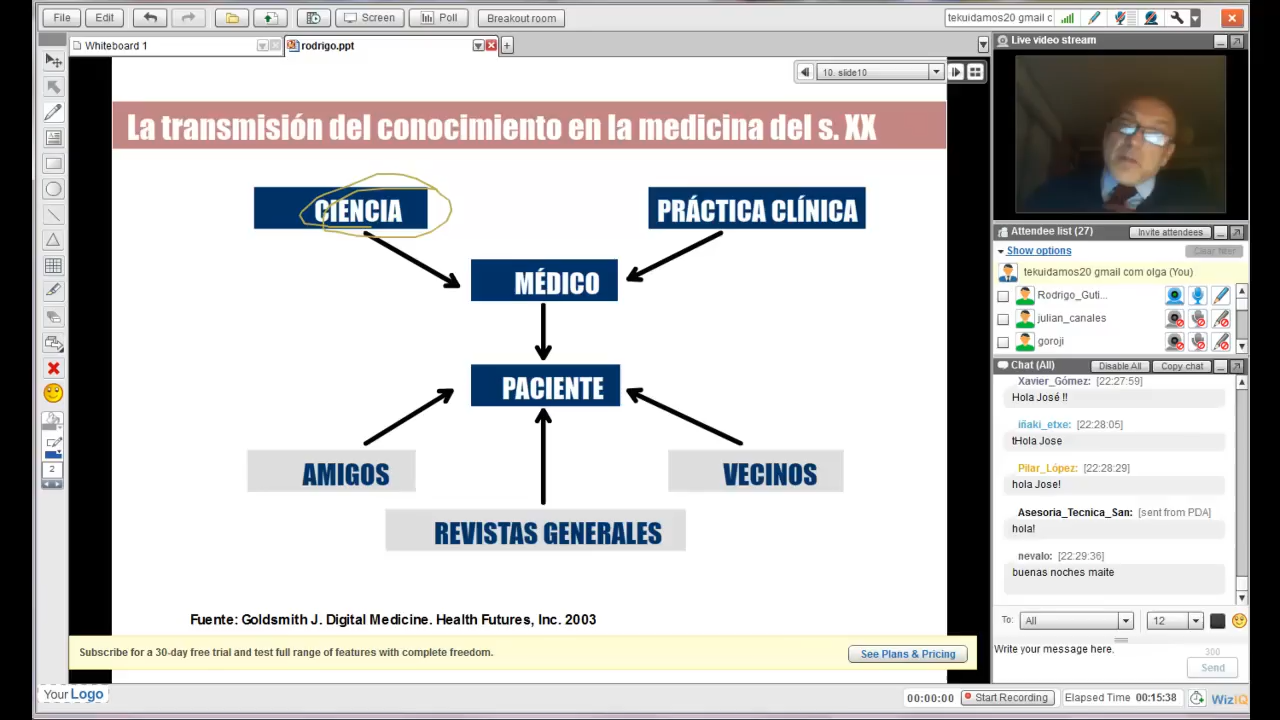 File
Edit
Screen
Poll
Breakout room
tekuidamos20 gmail c
Whiteboard 1
rodrigo.ppt
10. slide10
La transmisión del conocimiento en la medicina del s. XX
CIENCIA
PRÁCTICA CLÍNICA
MÉDICO
PACIENTE
AMIGOS
VECINOS
REVISTAS GENERALES
Fuente: Goldsmith J. Digital Medicine. Health Futures, Inc. 2003
Subscribe for a 30-day free trial and test full range of features with complete freedom.
See Plans & Pricing
2
Your Logo
Live video stream
Attendee list (27)
Invite attendees
Show options
Clear filter
tekuidamos20 gmail com olga (You)
Rodrigo_Guti...
julian_canales
goroji
Chat (All)
Disable All
Copy chat
Xavier_Gómez: [22:27:59]
Hola José !!
iñaki_etxe: [22:28:05]
tHola Jose
Pilar_López: [22:28:29]
hola Jose!
Asesoria_Tecnica_San: [sent from PDA]
hola!
nevalo: [22:29:36]
buenas noches maite
To:
All
12
Write your message here.
300
Send
00:00:00
Start Recording
Elapsed Time 00:15:38
WizIQ